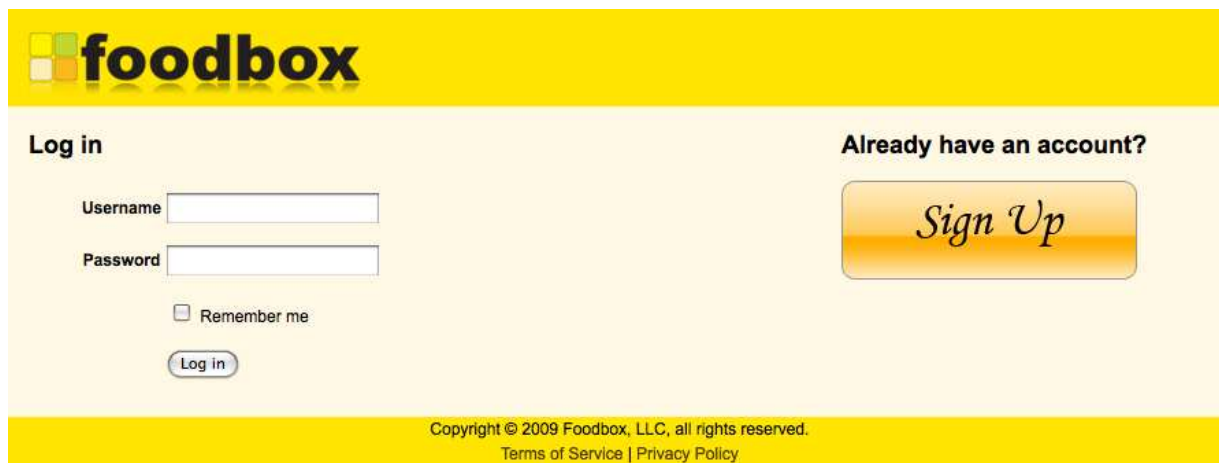 foodbox
Log in
Username
Password
Remember me
Log in
Already have an account?
Sign Up
Copyright © 2009 Foodbox, LLC, all rights reserved.
Terms of Service | Privacy Policy